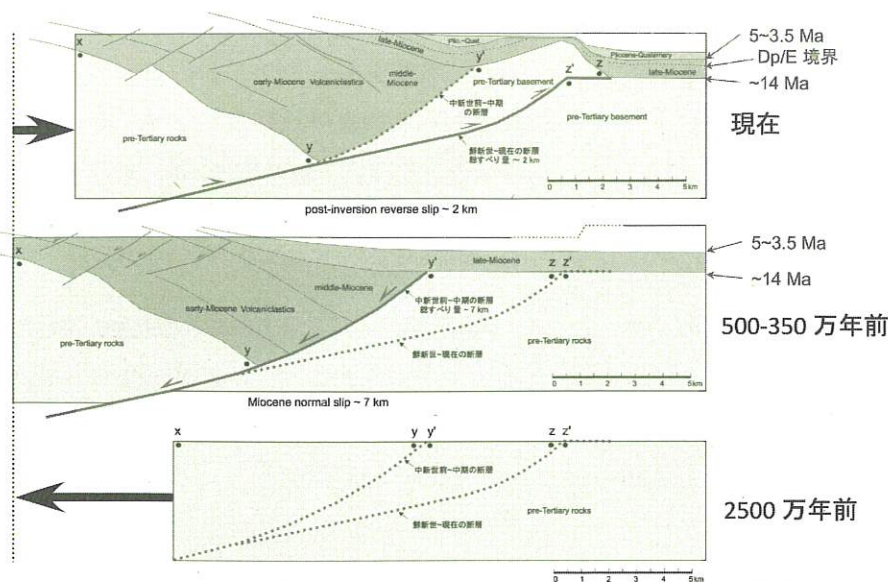 x
Plio.-Quat.
late-Miocene
y'
5~3.5 Ma
Pliocene-Quaternary
Dp/E 境界
late-Miocene
~14 Ma
early-Miocene Volcaniclastics
middle-Miocene
pre-Tertiary basement
z'
z
中新世前~中期の断層
現在
pre-Tertiary rocks
pre-Tertiary basement
y
鮮新世~現在の断層
総すべり量 ~ 2 km
0 1 2 3 4 5km
post-inversion reverse slip ~ 2 km
x
y'
late-Miocene
z
z'
5~3.5 Ma
~14 Ma
middle-Miocene
early-Miocene Volcaniclastics
中新世前~中期の断層
総すべり量 ~ 7 km
500-350 万年前
pre-Tertiary rocks
y
鮮新世~現在の断層
pre-Tertiary rocks
0 1 2 3 4 5km
Miocene normal slip ~ 7 km
x
y
y'
z
z'
中新世前~中期の断層
2500 万年前
鮮新世~現在の断層
pre-Tertiary rocks
0 1 2 3 4 5km